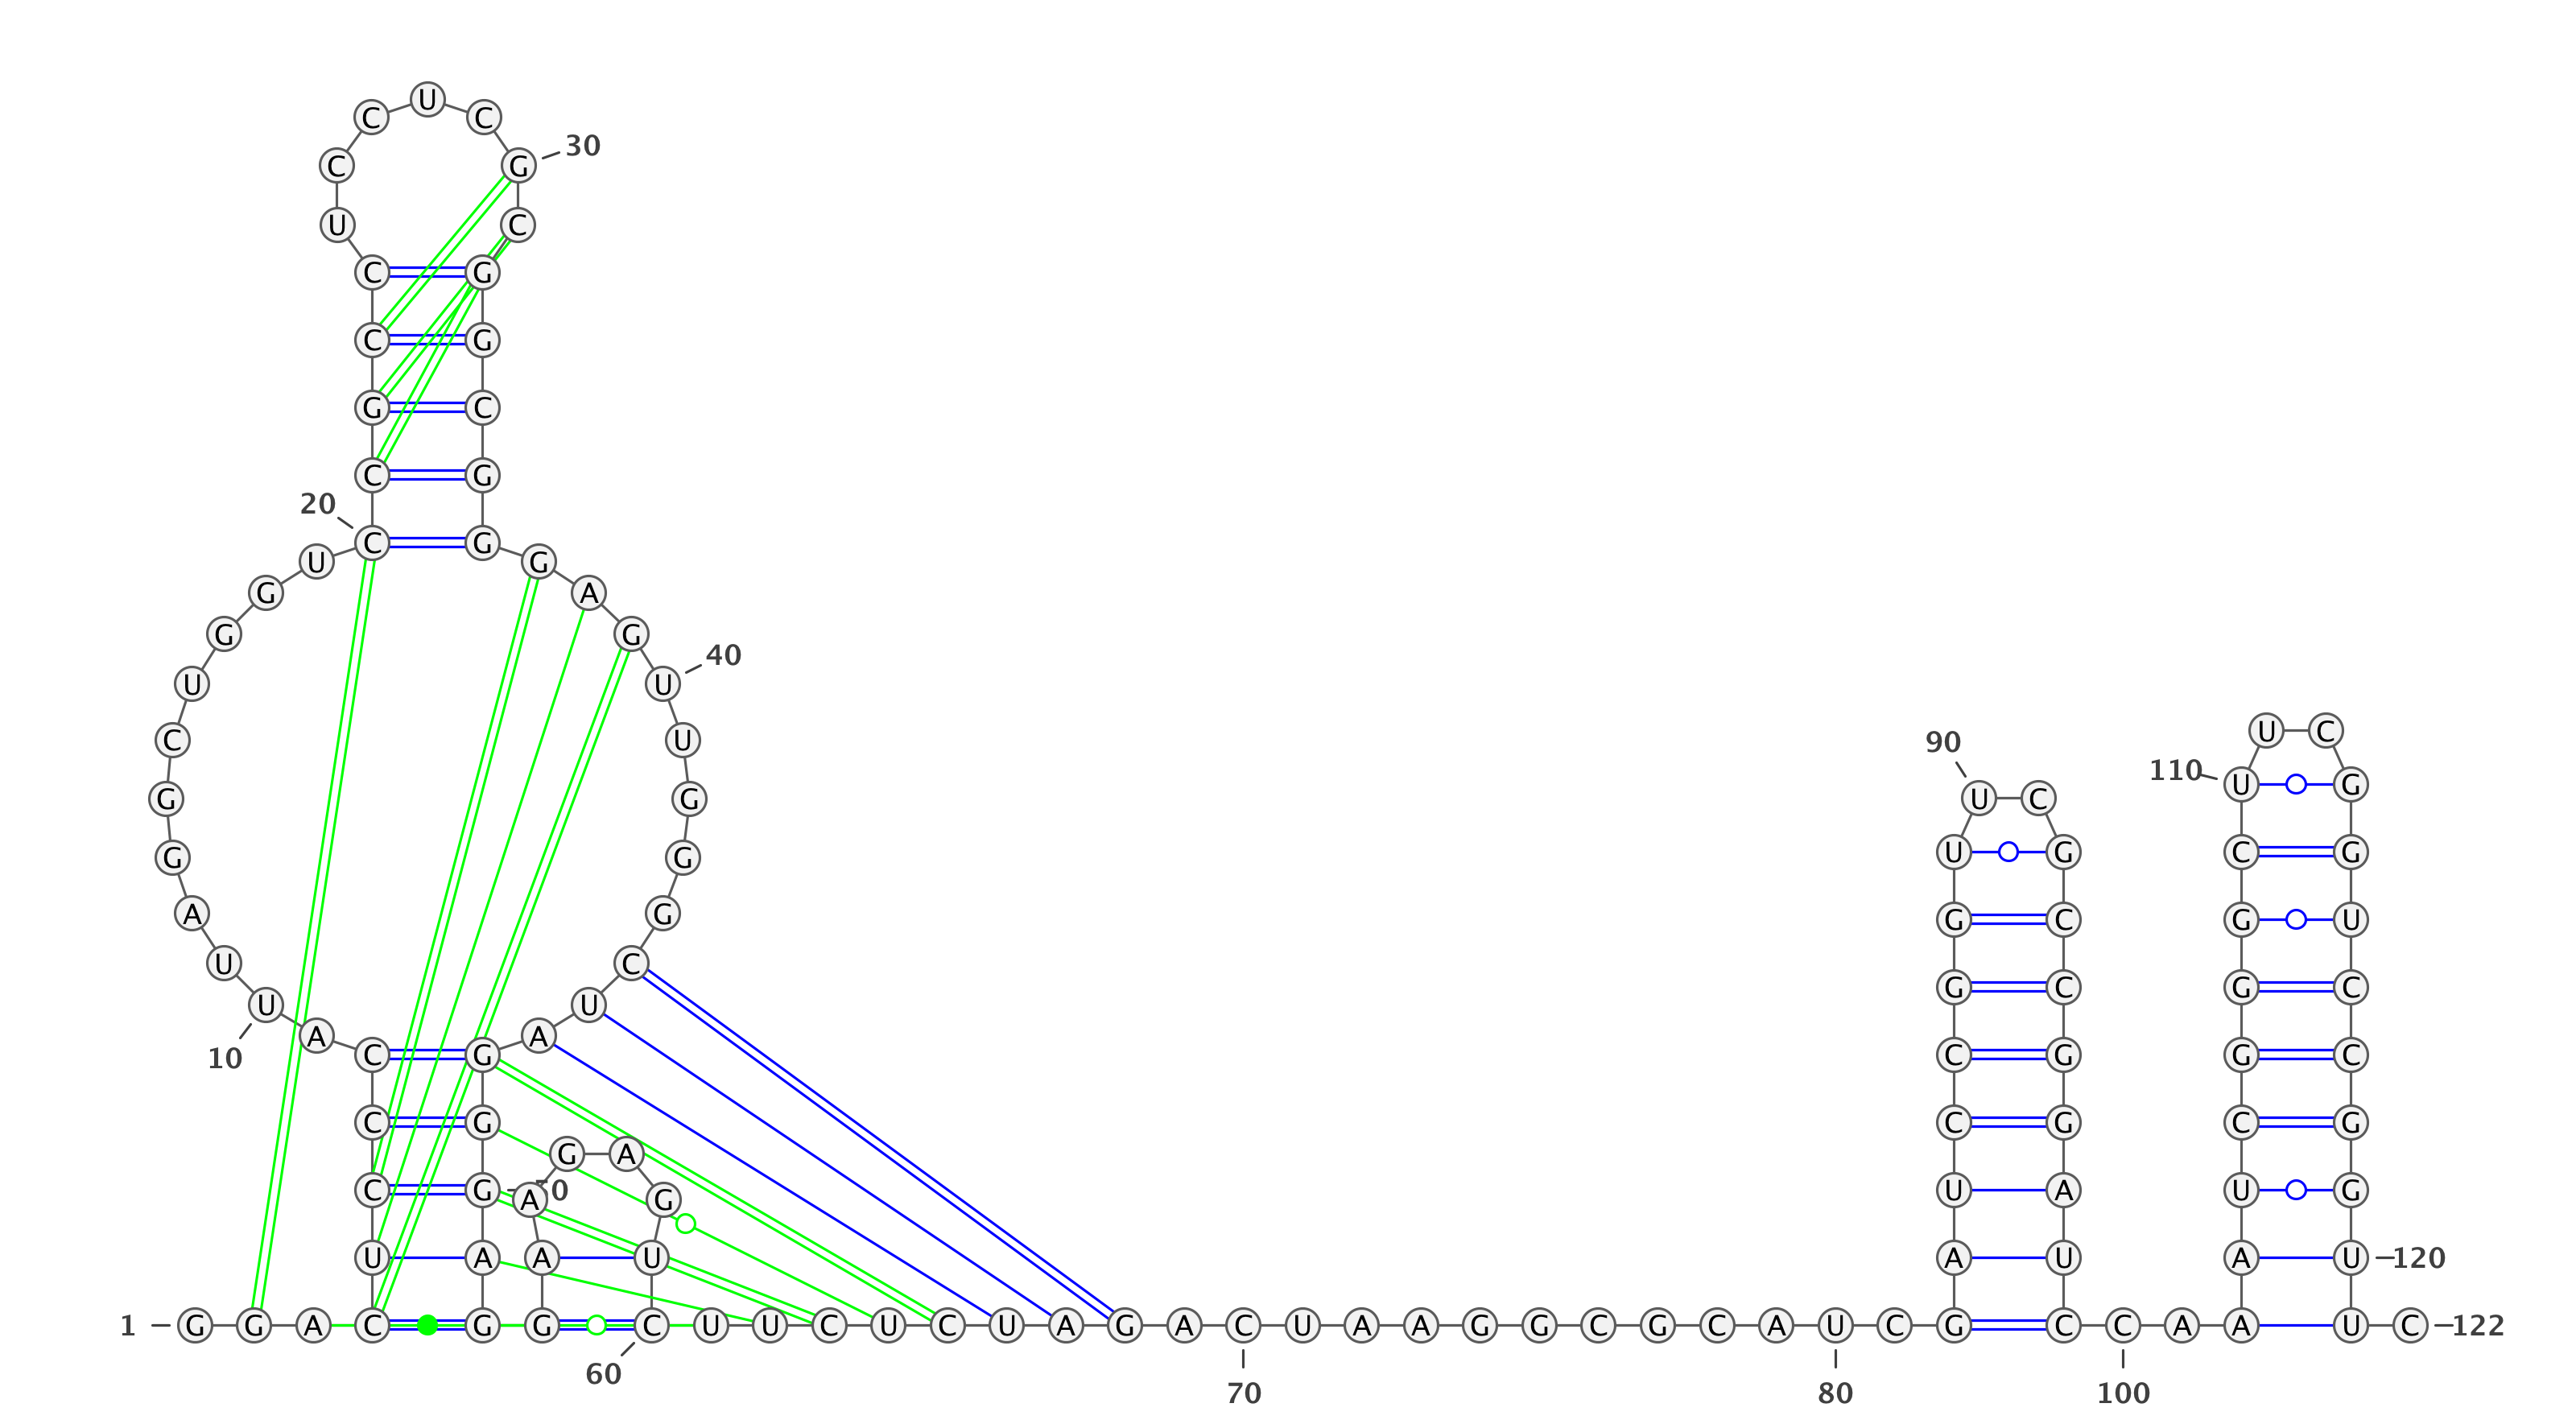 U
C C
30
C G
U C
C G
C G
G C
C G
20
C G
U G
G A
G G
40
U U
U C
C U
90
110
U G
G G U C
U G C G
G G
A G
G C G U
U C
G C G C
U U
A A
C G C G G C
10
C G C G C G
G A
C G 50 U A U G
A G
U A A U A U A U 120
1 G G A C G G C U U C U C U A G A C U A A G G C G C A U C G C C A A U C 122
60
70 80 100